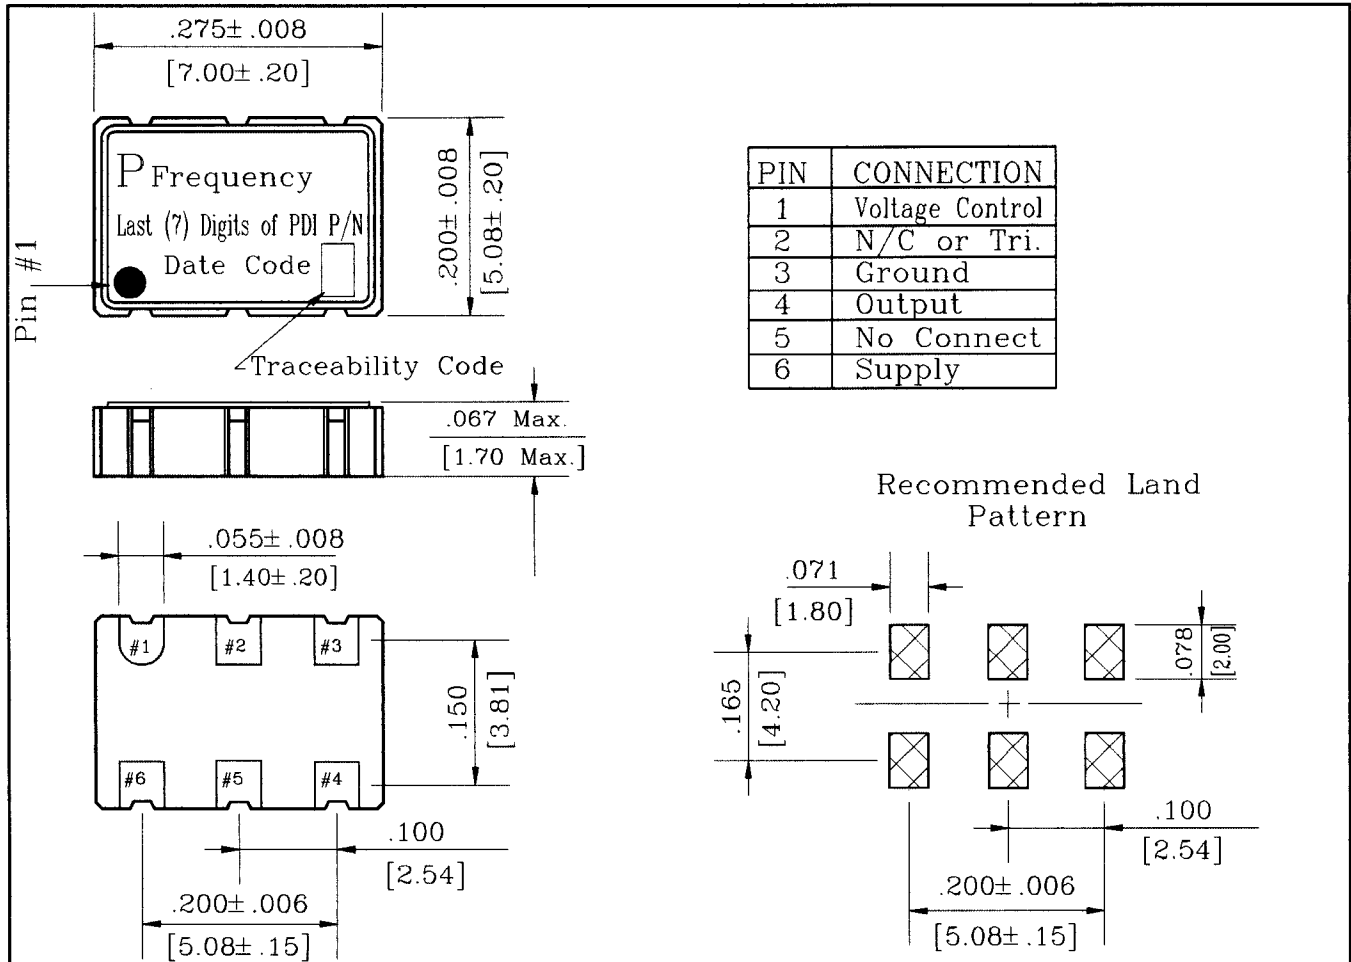 .275± .008
[7.00± .20]
P Frequency
Last (7) Digits of PDI P/N
Date Code
Pin #1
.200± .008
[5.08± .20]
Traceability Code
PIN CONNECTION
1 Voltage Control
2 N/C or Tri.
3 Ground
4 Output
5 No Connect
6 Supply
.067 Max.
[1.70 Max.]
.055± .008
[1.40± .20]
#1 #2 #3
#6 #5 #4
.150
[3.81]
.100
[2.54]
.200± .006
[5.08± .15]
Recommended Land
Pattern
.071
[1.80]
.078
[2.00]
.165
[4.20]
.100
[2.54]
.200± .006
[5.08± .15]